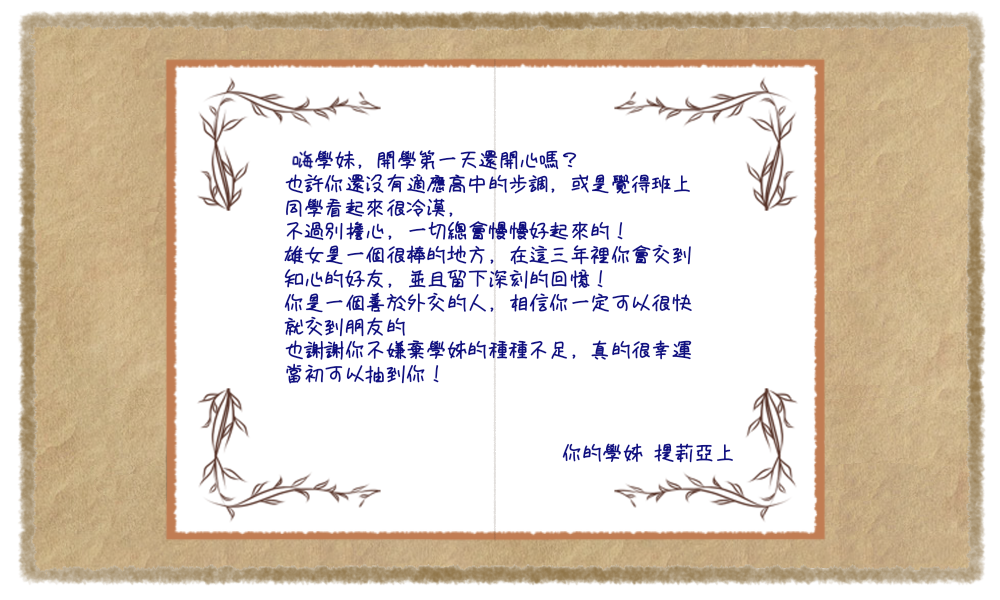 嗨學妹，開學第一天還開心嗎？
也許你還沒有適應高中的步調，或是覺得班上
同學看起來很冷漠，
不過別擔心，一切總會慢慢好起來的！
雄女是一個很棒的地方，在這三年裡你會交到
知心的好友，並且留下深刻的回憶！
你是一個善於外交的人，相信你一定可以很快
就交到朋友的
也謝謝你不嫌棄學姊的種種不足，真的很幸運
當初可以抽到你！
你的學姊 提莉亞上